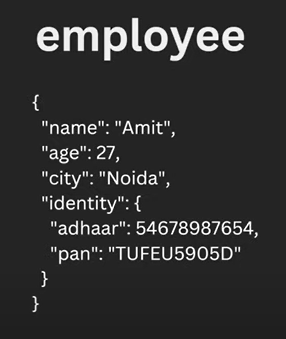 employee
{
"name": "Amit",
"age": 27,
"city": "Noida",
"identity": {
"adhaar": 54678987654,
"pan": "TUFEU5905D"
}
}